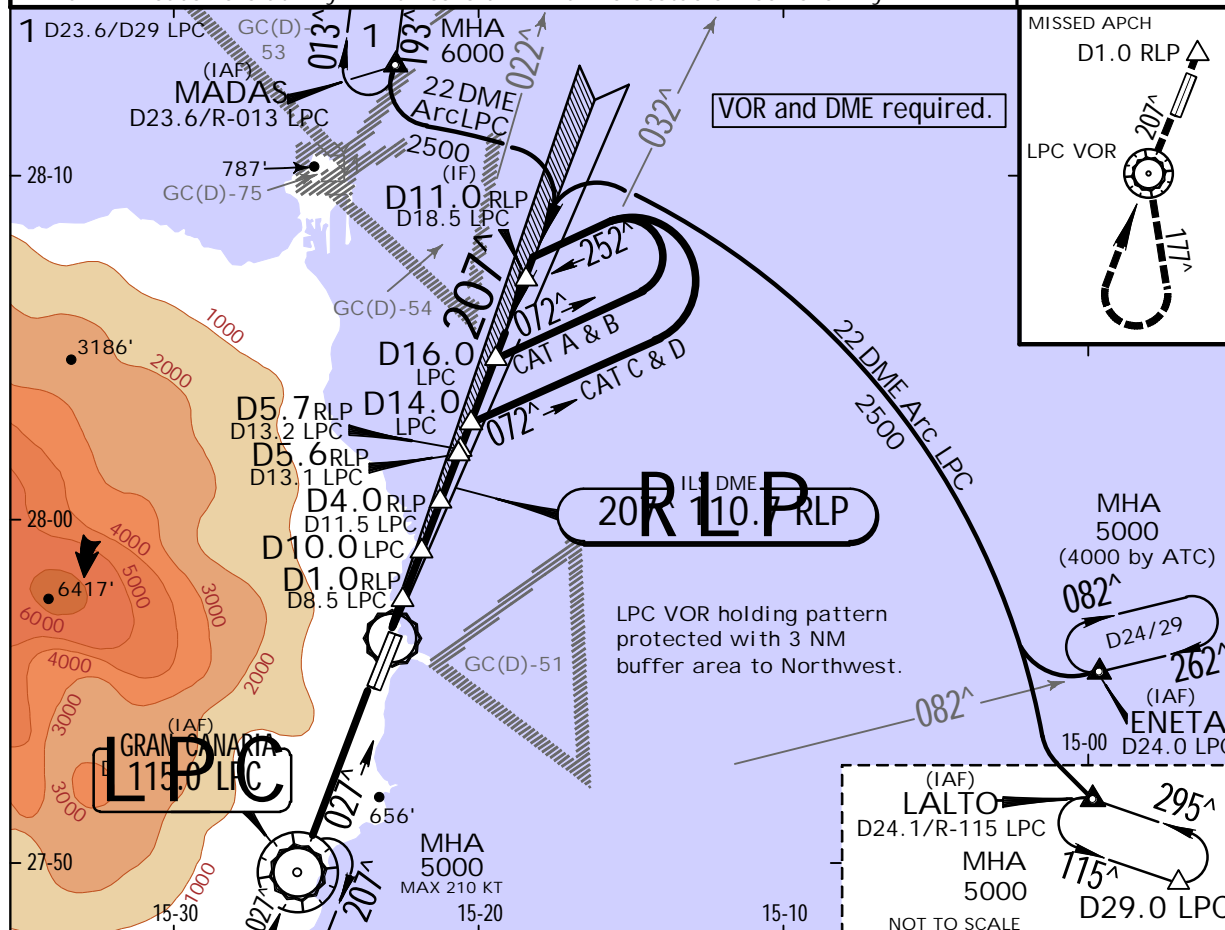 1 D23.6/D29 LPC
GC(D)-
53
013^
1
193^
MHA
6000
022^
032^
(IAF)
MADAS
D23.6/R-013 LPC
22 DME
Arc LPC
2500
VOR and DME required.
MISSED APCH
D1.0 RLP
207^
LPC VOR
177^
28-10
787'
GC(D)-75
(IF)
D11.0 RLP
D18.5 LPC
207^
252^
GC(D)-54
072^
CAT A & B
1000
3186'
2000
D16.0
LPC
22 DME Arc LPC
2500
D5.7 RLP
D13.2 LPC
D14.0
LPC
072^
CAT C & D
D5.6 RLP
D13.1 LPC
D4.0 RLP
D11.5 LPC
ILS DME
207^ 110.7 RLP
RLP
28-00
D10.0 LPC
D1.0 RLP
D8.5 LPC
4000
5000
3000
6417'
6000
4000
2000
3000
MHA
5000
(4000 by ATC)
082^
D24/29
262^
LPC VOR holding pattern
protected with 3 NM
buffer area to Northwest.
GC(D)-51
082^
(IAF)
ENETA
D24.0 LPC
15-00
(IAF)
GRAN CANARIA
D
115.0 LPC
LPC
3000
027^
656'
(IAF)
LALTO
D24.1/R-115 LPC
295^
27-50
1000
MHA
5000
MAX 210 KT
MHA
5000
115^
D29.0 LPC
027^
207^
15-30
15-20
15-10
NOT TO SCALE